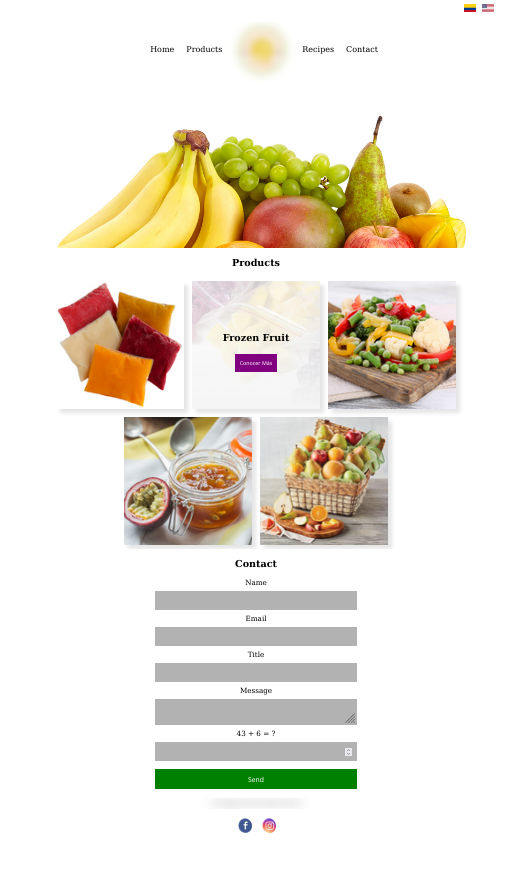 Home Products Recipes Contact
Products
Frozen Fruit
Conocer Más
Contact
Name
Email
Title
Message
43 + 6 = ?
Send